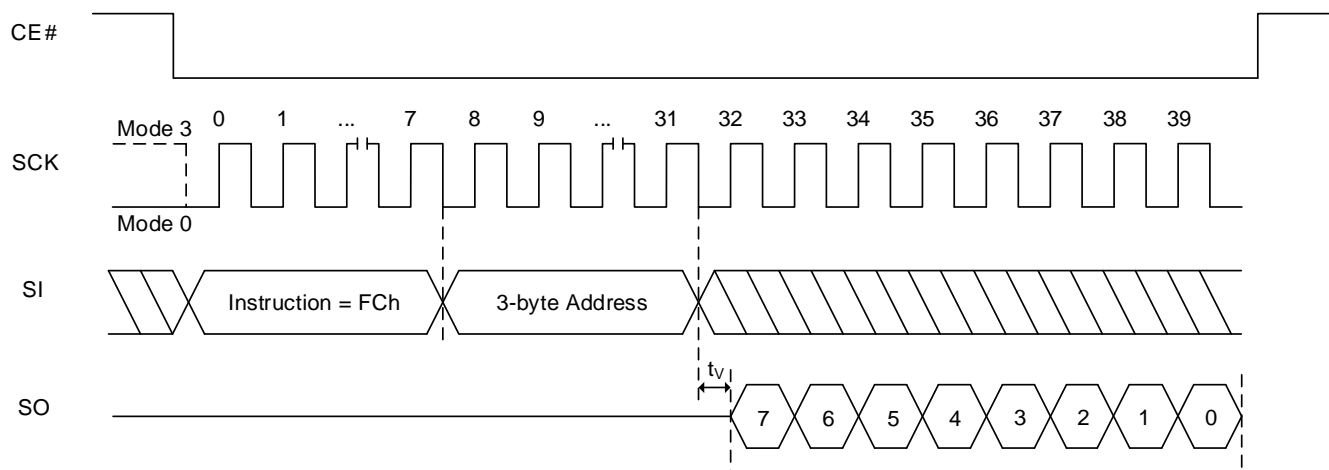 CE#
0 1 ... 7 8 9 ... 31 32 33 34 35 36 37 38 39
Mode 3
SCK
Mode 0
SI
Instruction = FCh 3-byte Address
tV
SO
7 6 5 4 3 2 1 0